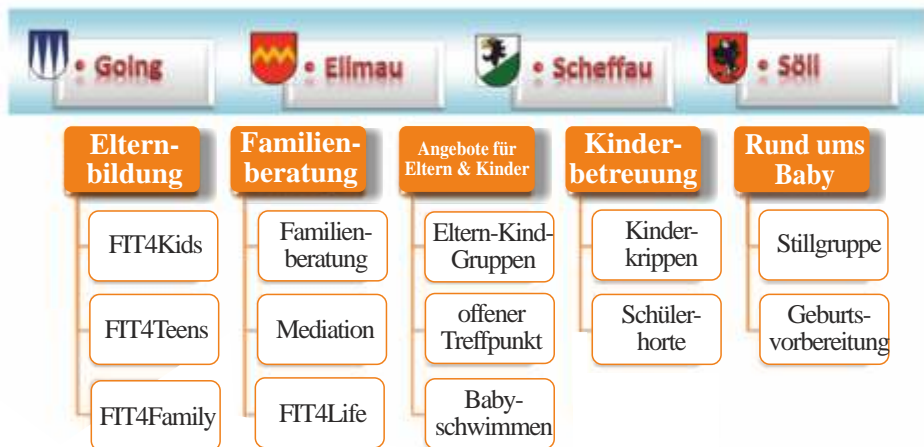 • Going
• Ellmau
• Scheffau
• Söll
Eltern-
bildung
FIT4Kids
FIT4Teens
FIT4Family
Familien-
beratung
Familien-
beratung
Mediation
FIT4Life
Angebote für
Eltern & Kinder
Eltern-Kind-
Gruppen
offener
Treffpunkt
Baby-
schwimmen
Kinder-
betreuung
Kinder-
krippen
Schüler-
horte
Rund ums
Baby
Stillgruppe
Geburts-
vorbereitung